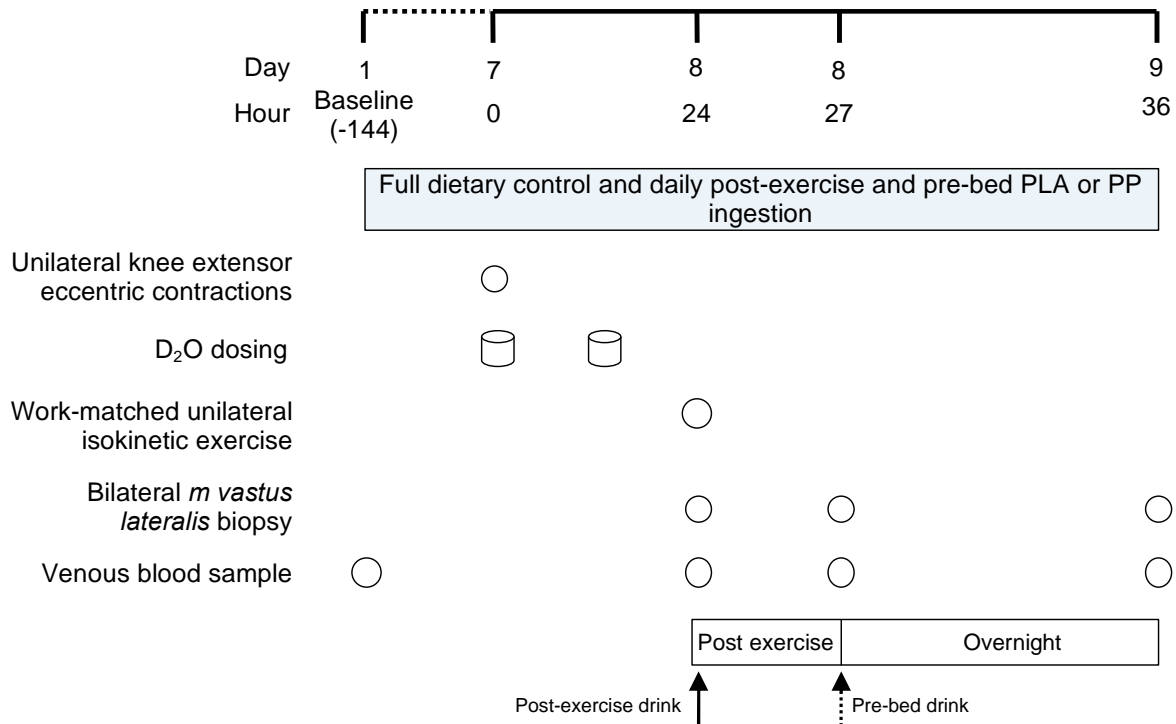 Day 1 7 8 8 9
Hour Baseline (-144) 0 24 27 36
Full dietary control and daily post-exercise and pre-bed PLA or PP
ingestion
Unilateral knee extensor
eccentric contractions
D₂O dosing
Work-matched unilateral
isokinetic exercise
Bilateral m vastus
lateralis biopsy
Venous blood sample
Post exercise Overnight
Post-exercise drink Pre-bed drink